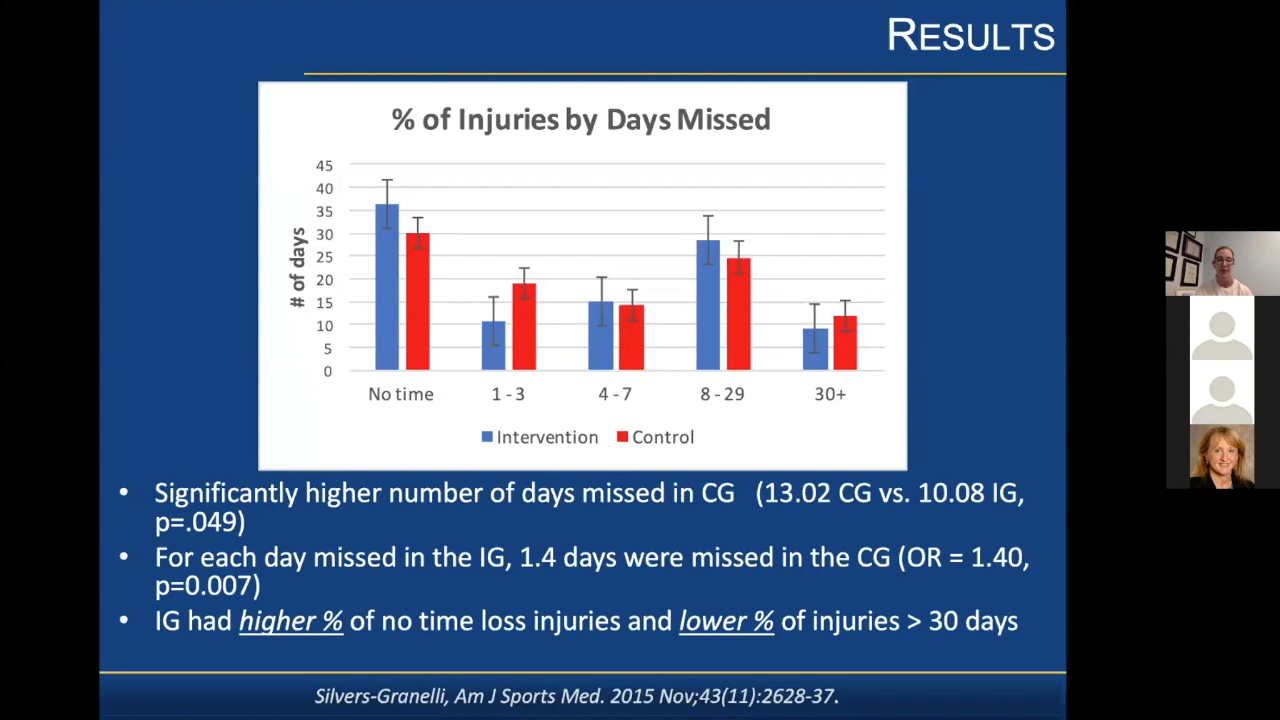 RESULTS
% of Injuries by Days Missed
# of days
45
40
35
30
25
20
15
10
5
0
No time 1 - 3 4 - 7 8 - 29 30+
Intervention Control
• Significantly higher number of days missed in CG (13.02 CG vs. 10.08 IG,
p=.049)
• For each day missed in the IG, 1.4 days were missed in the CG (OR = 1.40,
p=0.007)
• IG had higher % of no time loss injuries and lower % of injuries > 30 days
Silvers-Granelli, Am J Sports Med. 2015 Nov;43(11):2628-37.